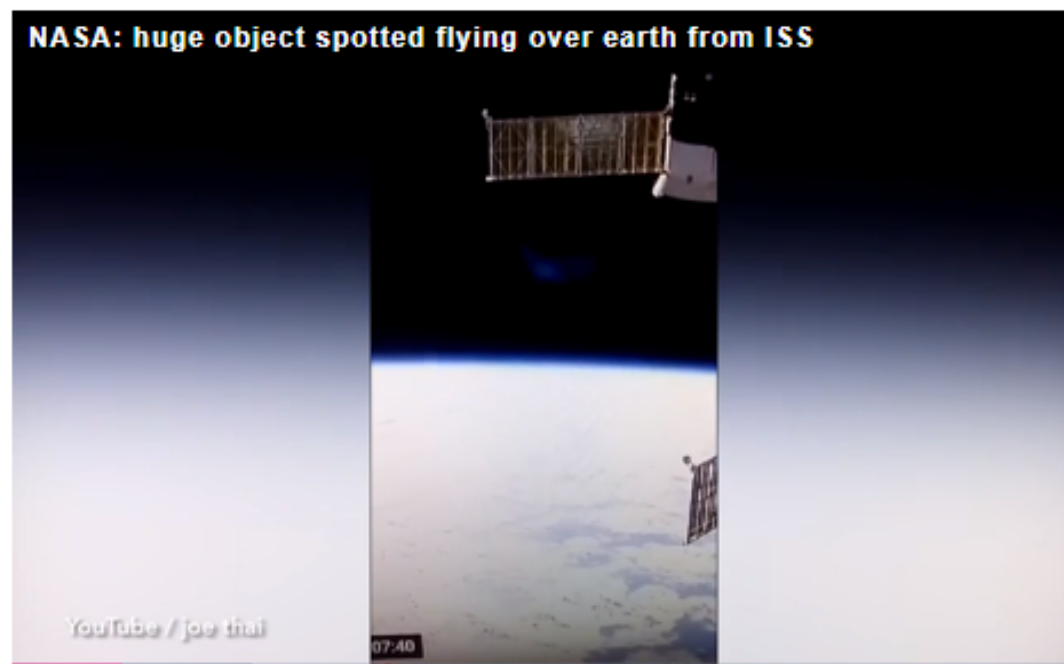 NASA: huge object spotted flying over earth from ISS
YouTube / joe thai
07:40